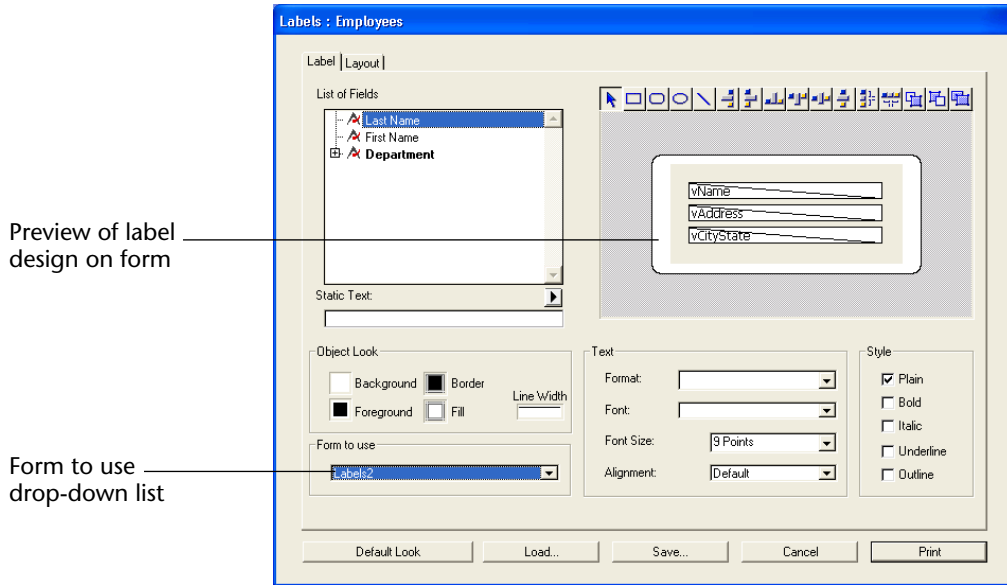 Labels : Employees
Label
Layout
List of Fields
Last Name
First Name
Department
Static Text:
vName
vAddress
vCityState
Preview of label
design on form
Object Look
Background
Border
Foreground
Fill
Line Width
Form to use
Labels2
Form to use
drop-down list
Text
Format:
Font:
Font Size:
9 Points
Alignment:
Default
Style
Plain
Bold
Italic
Underline
Outline
Default Look
Load...
Save...
Cancel
Print